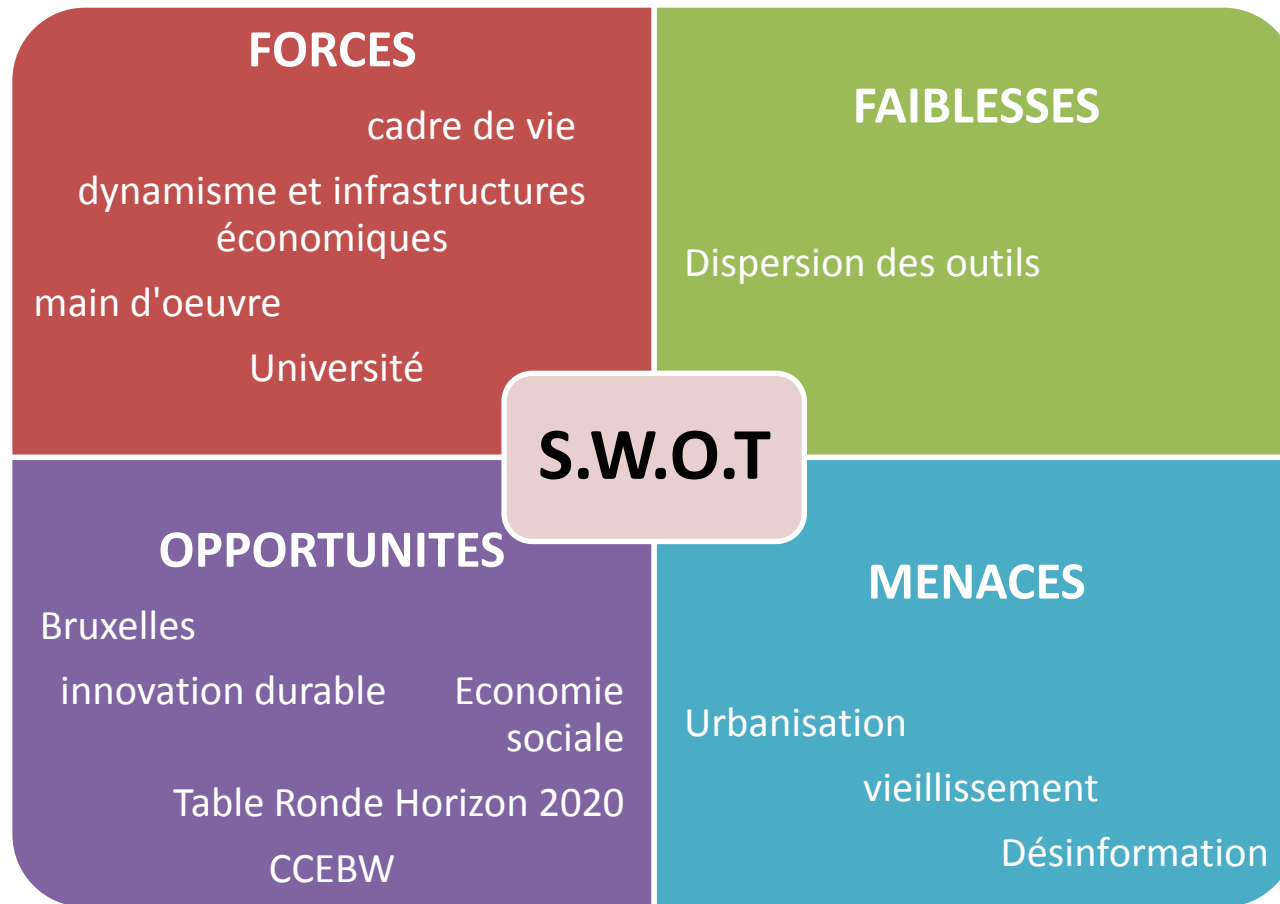 FORCES
cadre de vie
dynamisme et infrastructures
économiques
main d'oeuvre
Université
FAIBLESSES
Dispersion des outils
S.W.O.T
OPPORTUNITES
Bruxelles
innovation durable Economie
sociale
Table Ronde Horizon 2020
CCEBW
MENACES
Urbanisation
vieillissement
Désinformation